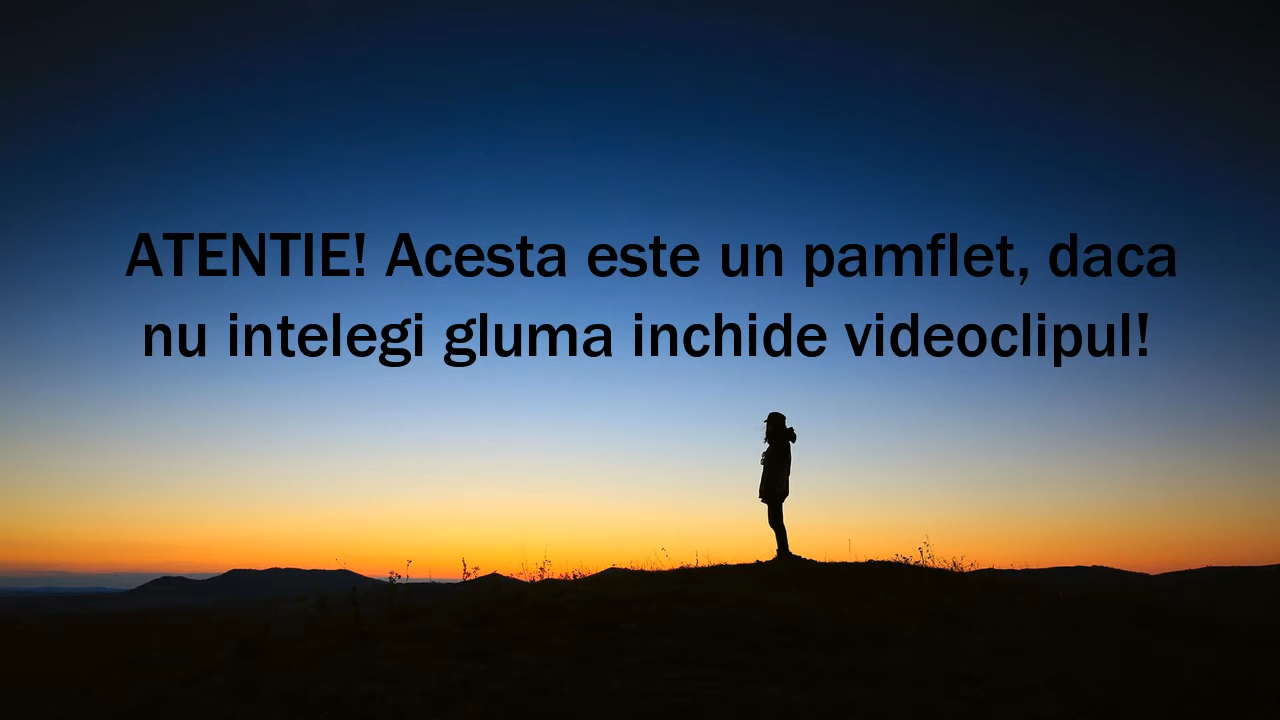 ATENTIE! Acesta este un pamflet, daca
nu intelegi gluma inchide videoclipul!